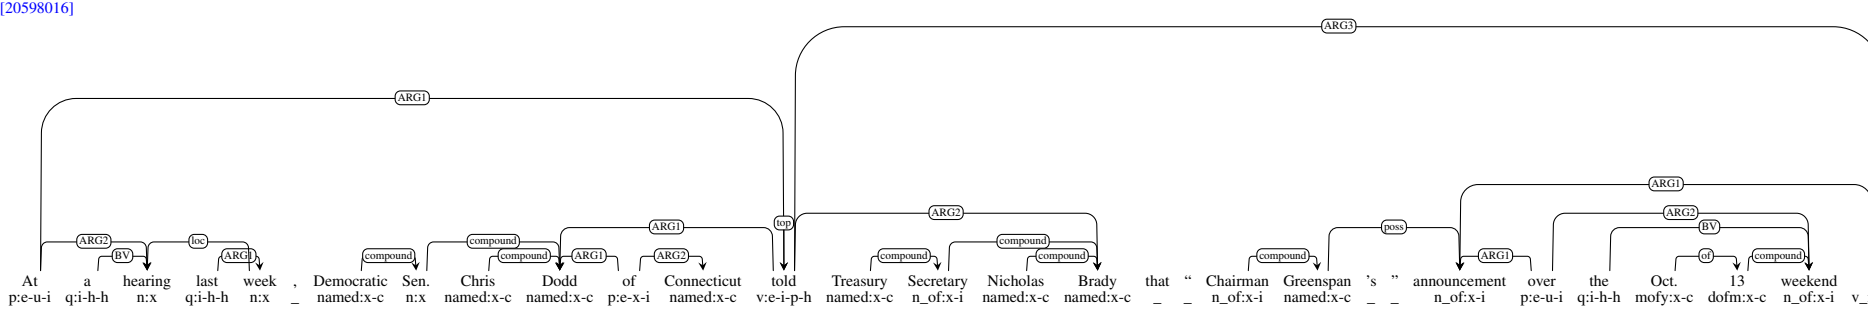 [20598016]
ARG3
ARG1
ARG1
ARG2 ARG2
ARG1 top poss BV
ARG2 loc compound compound
BV ARG1 compound compound ARG1 ARG2 compound compound compound ARG1 of compound
At a hearing last week , Democratic Sen. Chris Dodd of Connecticut told Treasury Secretary Nicholas Brady that “ Chairman Greenspan 's ” announcement over the Oct. 13 weekend
p:e-u-i q:i-h-h n:x q:i-h-h n:x _ named:x-c n:x named:x-c named:x-c p:e-x-i named:x-c v:e-i-p-h named:x-c n_of:x-i named:x-c named:x-c _ _ n_of:x-i named:x-c _ _ n_of:x-i p:e-u-i q:i-h-h mofy:x-c dofm:x-c n_of:x-i v_